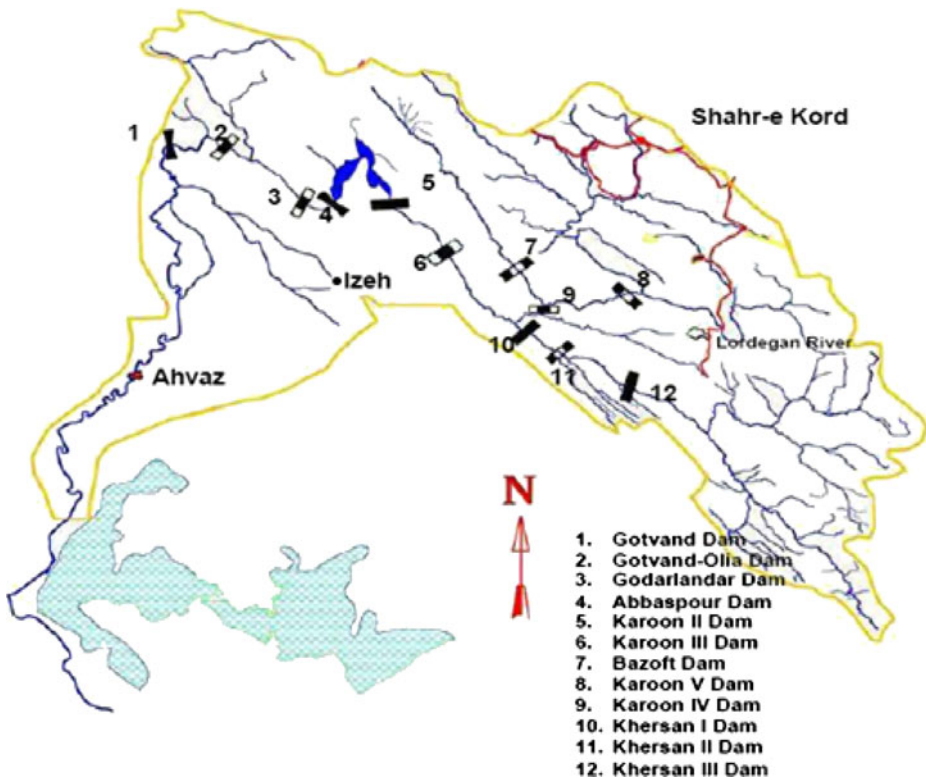 Shahr-e Kord
1
2
3
4
5
6
7
8
9
10
11
12
Izeh
Lordegan River
Ahvaz
N
1. Gotvand Dam
2. Gotvand-Olia Dam
3. Godarlandar Dam
4. Abbaspour Dam
5. Karoon II Dam
6. Karoon III Dam
7. Bazoft Dam
8. Karoon V Dam
9. Karoon IV Dam
10. Khersan I Dam
11. Khersan II Dam
12. Khersan III Dam